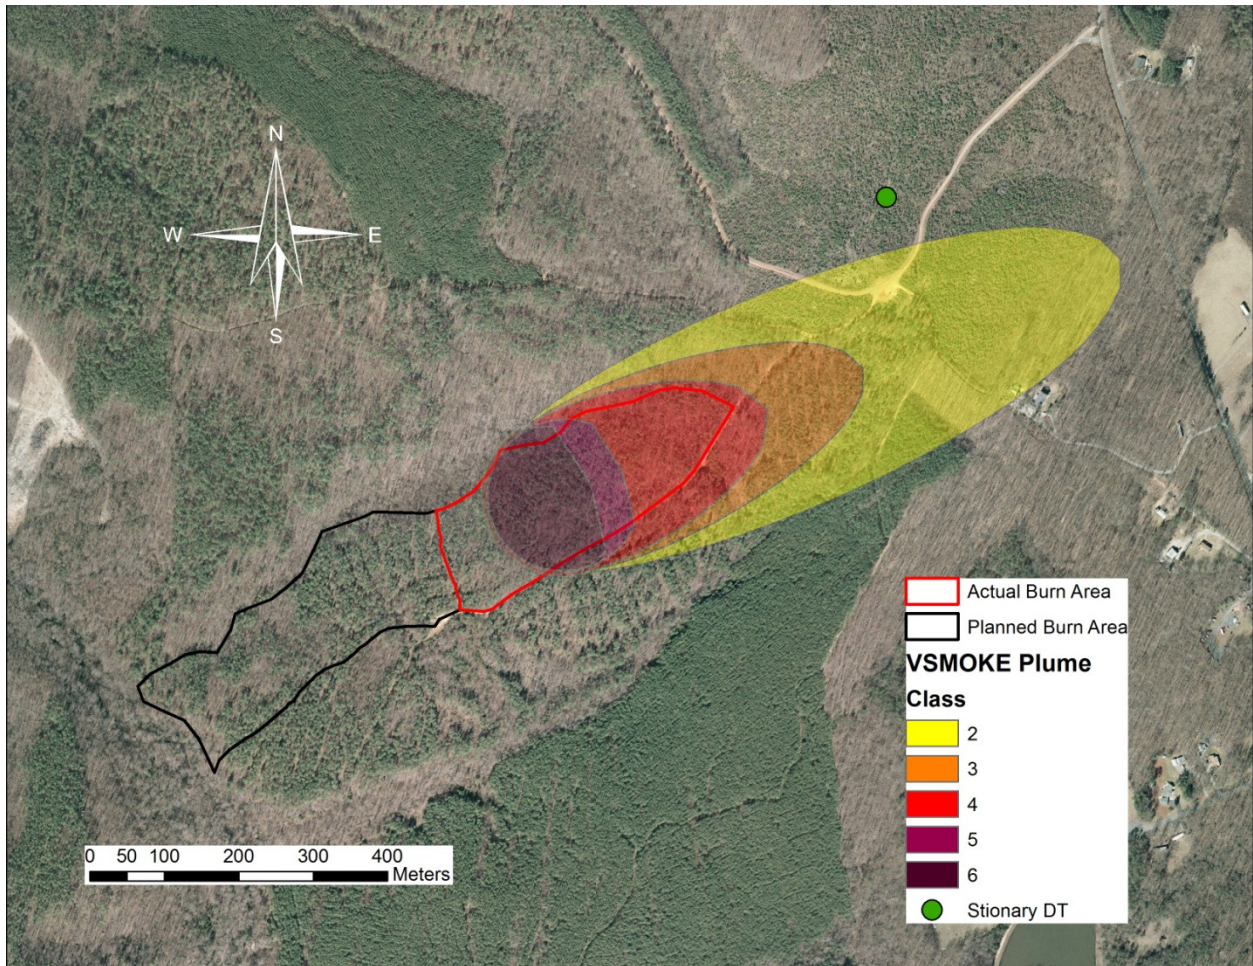 N
W E
S
Actual Burn Area
Planned Burn Area
VSMOKE Plume
Class
2
3
4
5
6
Stionary DT
0 50 100 200 300 400
Meters